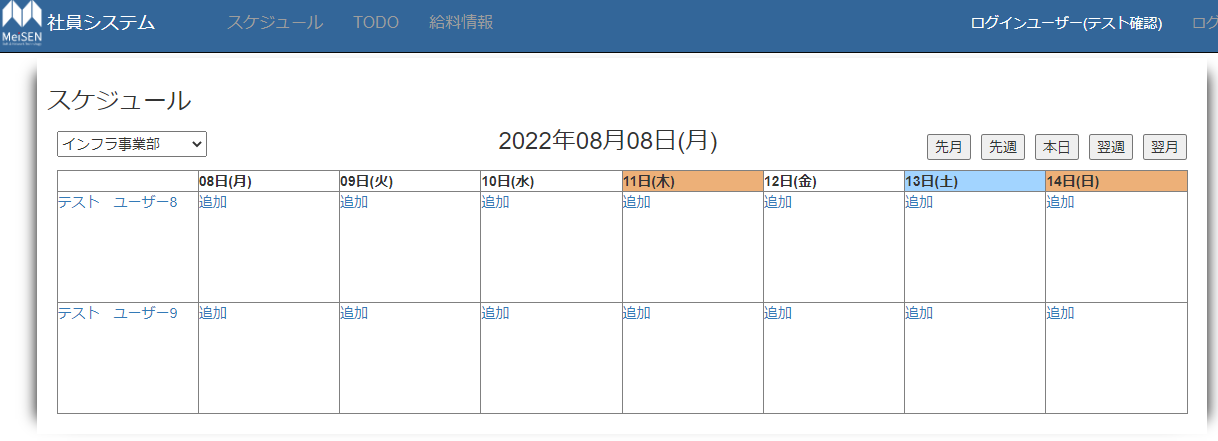 MeiSEN 社員システム スケジュール TODO 給料情報 ログインユーザー(テスト確認) ログ
スケジュール
インフラ事業部 2022年08月08日(月) 先月 先週 本日 翌週 翌月
08日(月) 09日(火) 10日(水) 11日(木) 12日(金) 13日(土) 14日(日)
テスト　ユーザー8 追加 追加 追加 追加 追加 追加 追加
テスト　ユーザー9 追加 追加 追加 追加 追加 追加 追加